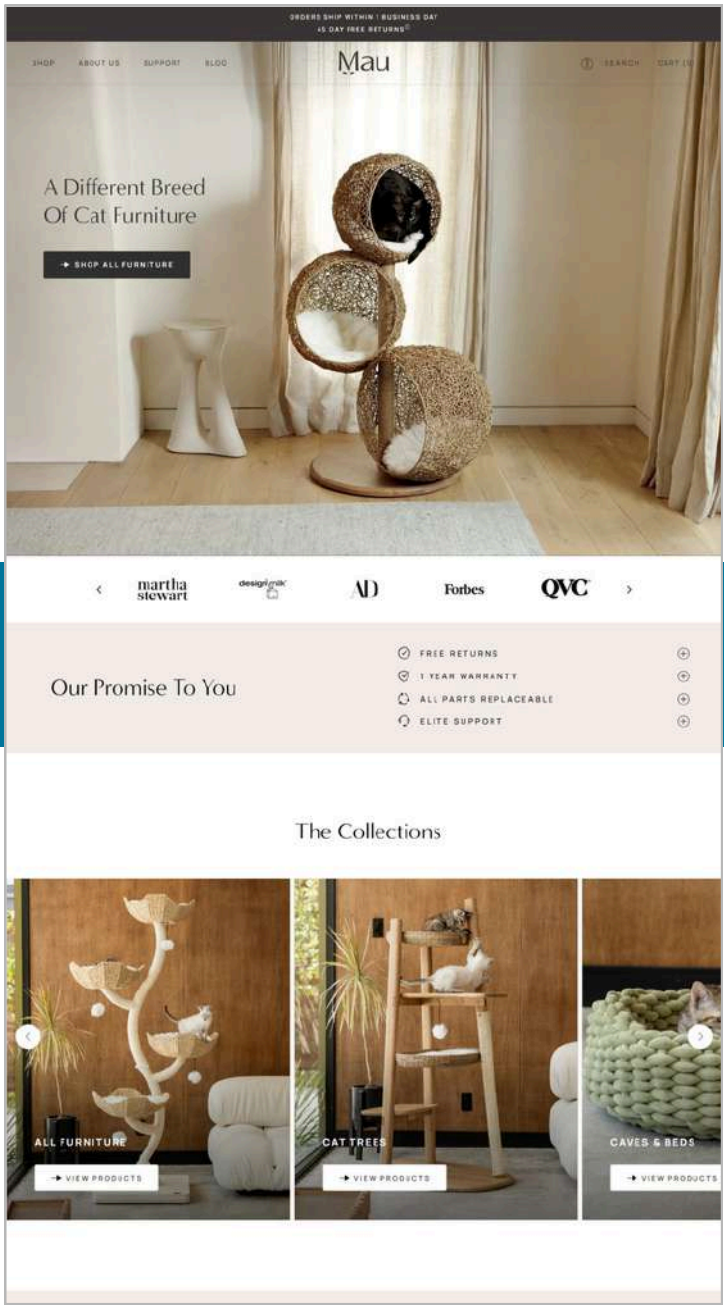 ORDERS SHIP WITHIN 1 BUSINESS DAY
45 DAY FREE RETURNS
SHOP ABOUT US SUPPORT BLOG
Mau
SEARCH CART
A Different Breed
Of Cat Furniture
SHOP ALL FURNITURE
martha
stewart
designmilk
AD
Forbes
QVC
Our Promise To You
FREE RETURNS
1 YEAR WARRANTY
ALL PARTS REPLACEABLE
ELITE SUPPORT
The Collections
ALL FURNITURE
VIEW PRODUCTS
CAT TREES
VIEW PRODUCTS
CAVES & BEDS
VIEW PRODUCTS